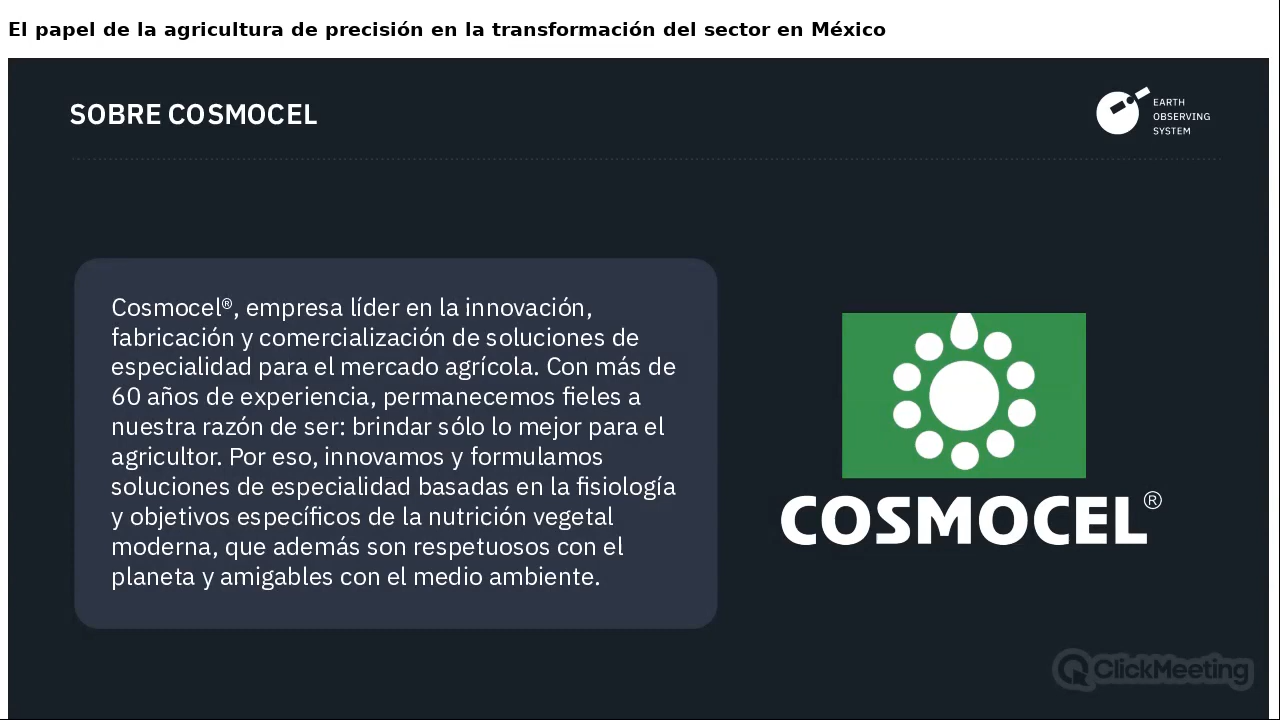 El papel de la agricultura de precisión en la transformación del sector en México
SOBRE COSMOCEL
EARTH
OBSERVING
SYSTEM
Cosmocel®, empresa líder en la innovación,
fabricación y comercialización de soluciones de
especialidad para el mercado agrícola. Con más de
60 años de experiencia, permanecemos fieles a
nuestra razón de ser: brindar sólo lo mejor para el
agricultor. Por eso, innovamos y formulamos
soluciones de especialidad basadas en la fisiología
y objetivos específicos de la nutrición vegetal
moderna, que además son respetuosos con el
planeta y amigables con el medio ambiente.
COSMOCEL®
ClickMeeting